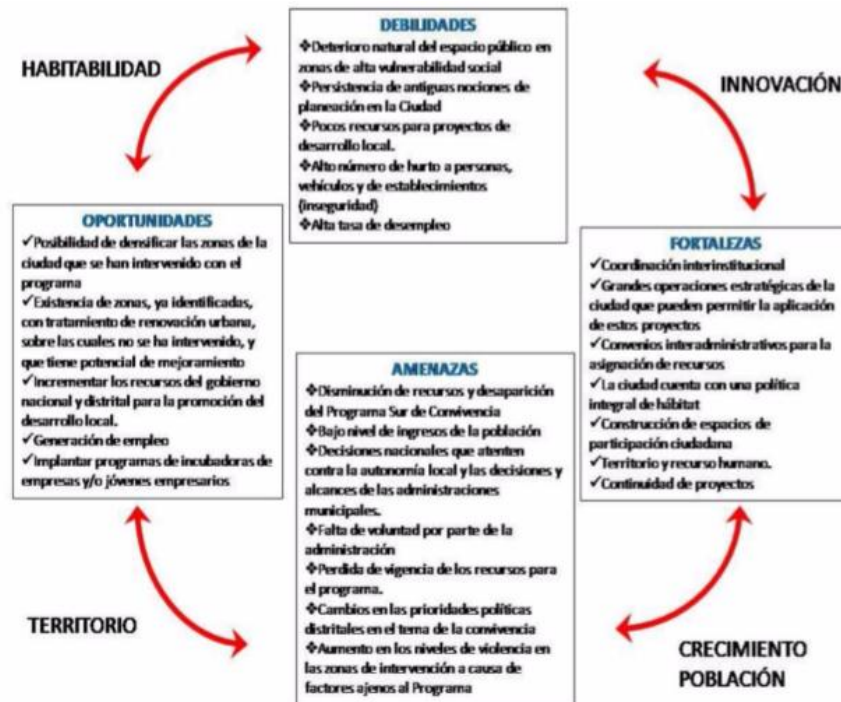 DEBILIDADES
❖Deterioro natural del espacio público en
zonas de alta vulnerabilidad social
❖Persistencia de antiguas nociones de
planeación en la Ciudad
❖Pocos recursos para proyectos de
desarrollo local.
❖Alto número de hurto a personas,
vehículos y de establecimientos
(inseguridad)
❖Alta tasa de desempleo
HABITABILIDAD
INNOVACIÓN
OPORTUNIDADES
✓Posibilidad de densificar las zonas de la
ciudad que se han intervenido con el
programa
✓Existencia de zonas, ya identificadas,
con tratamiento de renovación urbana,
sobre las cuales no se ha intervenido, y
que tiene potencial de mejoramiento
✓Incrementar los recursos del gobierno
nacional y distrital para la promoción del
desarrollo local.
✓Generación de empleo
✓Implantar programas de incubadoras de
empresas y/o jóvenes empresarios
FORTALEZAS
✓Coordinación interinstitucional
✓Grandes operaciones estratégicas de la
ciudad que pueden permitir la aplicación
de estos proyectos
✓Convenios interadministrativos para la
asignación de recursos
✓La ciudad cuenta con una política
integral de hábitat
✓Construcción de espacios de
participación ciudadana
✓Territorio y recurso humano.
✓Continuidad de proyectos
AMENAZAS
❖Disminución de recursos y desaparición
del Programa Sur de Convivencia
❖Bajo nivel de ingresos de la población
❖Decisiones nacionales que atenten
contra la autonomía local y las decisiones y
alcances de las administraciones
municipales.
❖Falta de voluntad por parte de la
administración
❖Perdida de vigencia de los recursos para
el programa.
❖Cambios en las prioridades políticas
distritales en el tema de la convivencia
❖Aumento en los niveles de violencia en
las zonas de intervención a causa de
factores ajenos al Programa
TERRITORIO
CRECIMIENTO
POBLACIÓN